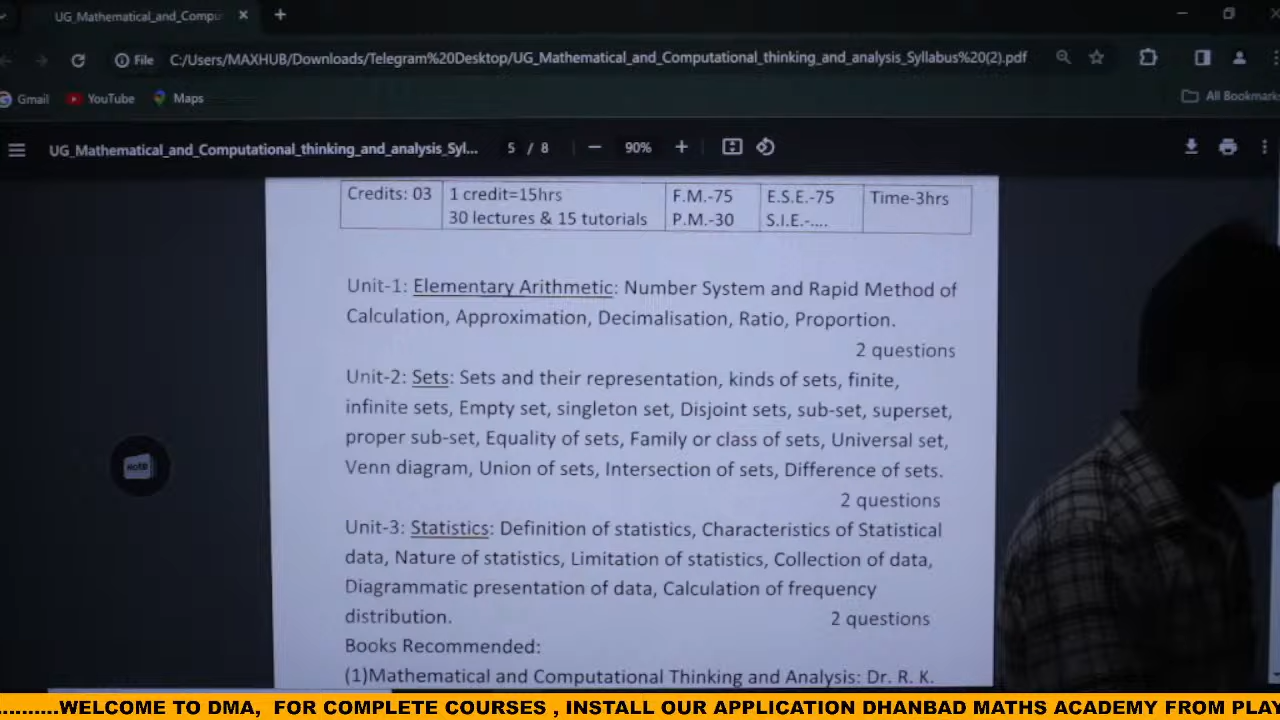 UG_Mathematical_and_Compu
File C:/Users/MAXHUB/Downloads/Telegram%20Desktop/UG_Mathematical_and_Computational_thinking_and_analysis_Syllabus%20(2).pdf
Gmail YouTube Maps All Bookmark
UG_Mathematical_and_Computational_thinking_and_analysis_Syl... 5 / 8 90%
Credits: 03 1 credit=15hrs F.M.-75 E.S.E.-75 Time-3hrs
30 lectures & 15 tutorials P.M.-30 S.I.E.-....
Unit-1: Elementary Arithmetic: Number System and Rapid Method of
Calculation, Approximation, Decimalisation, Ratio, Proportion.
2 questions
Unit-2: Sets: Sets and their representation, kinds of sets, finite,
infinite sets, Empty set, singleton set, Disjoint sets, sub-set, superset,
proper sub-set, Equality of sets, Family or class of sets, Universal set,
Venn diagram, Union of sets, Intersection of sets, Difference of sets.
2 questions
NOTE
Unit-3: Statistics: Definition of statistics, Characteristics of Statistical
data, Nature of statistics, Limitation of statistics, Collection of data,
Diagrammatic presentation of data, Calculation of frequency
distribution. 2 questions
Books Recommended:
(1)Mathematical and Computational Thinking and Analysis: Dr. R. K.
..........WELCOME TO DMA, FOR COMPLETE COURSES , INSTALL OUR APPLICATION DHANBAD MATHS ACADEMY FROM PLAY